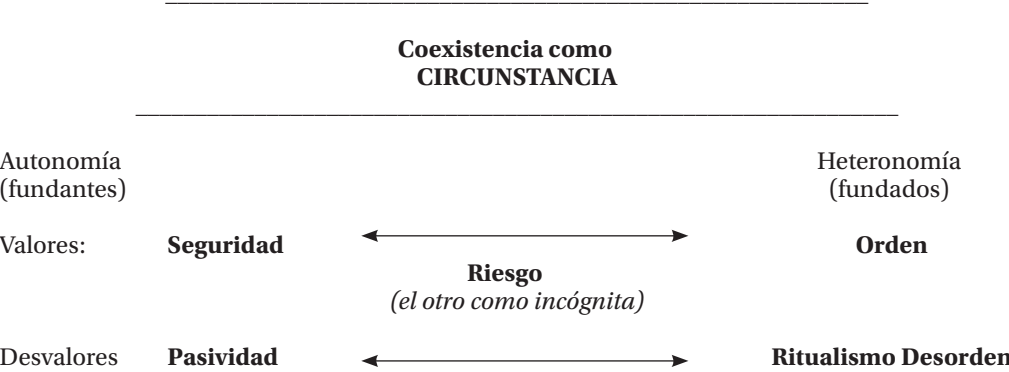 Coexistencia como
CIRCUNSTANCIA
Autonomía Heteronomía
(fundantes) (fundados)
Valores: Seguridad Orden
Riesgo
(el otro como incógnita)
Desvalores Pasividad Ritualismo Desorden